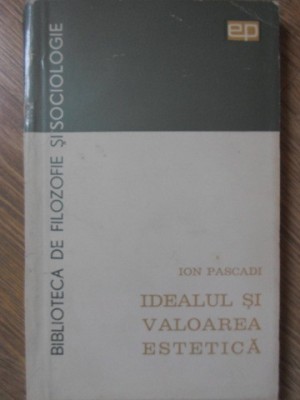 ep
BIBLIOTECA DE FILOZOFIE ȘI SOCIOLOGIE
ION PASCADI
IDEALUL ȘI
VALOAREA
ESTETICĂ